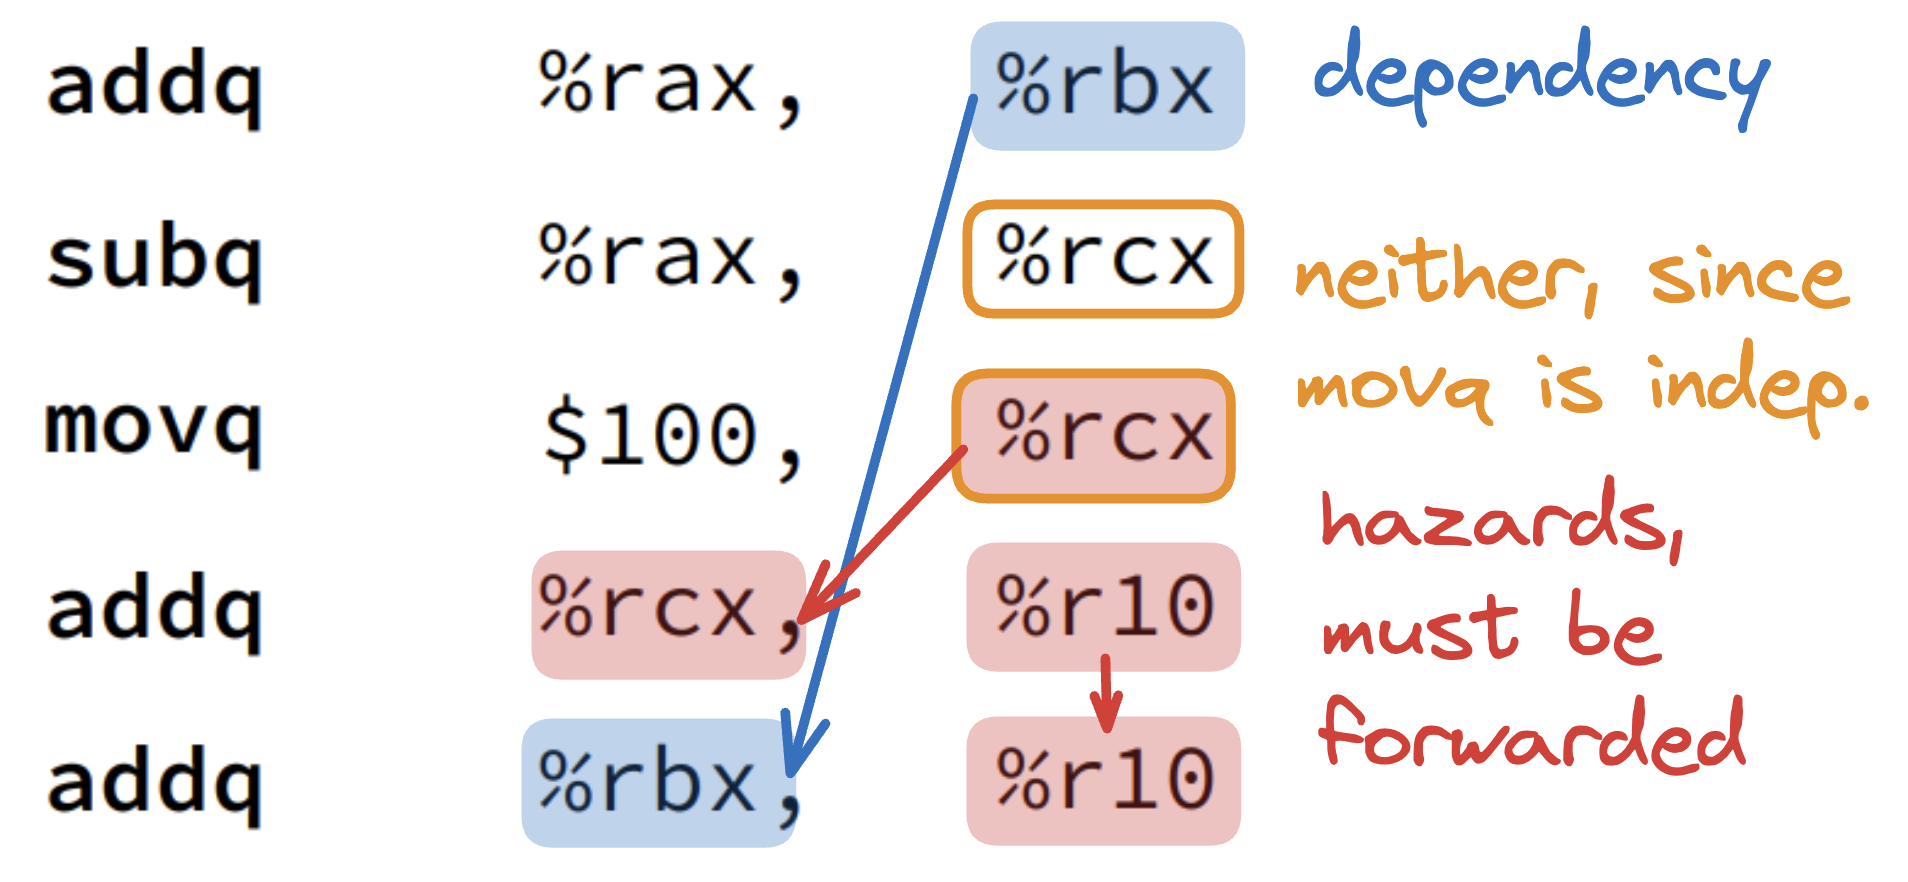 addq %rax, %rbx dependency
subq %rax, %rcx neither, since
movq $100, %rcx movq is indep.
hazards,
addq %rcx, %r10 must be
addq %rbx, %r10 forwarded